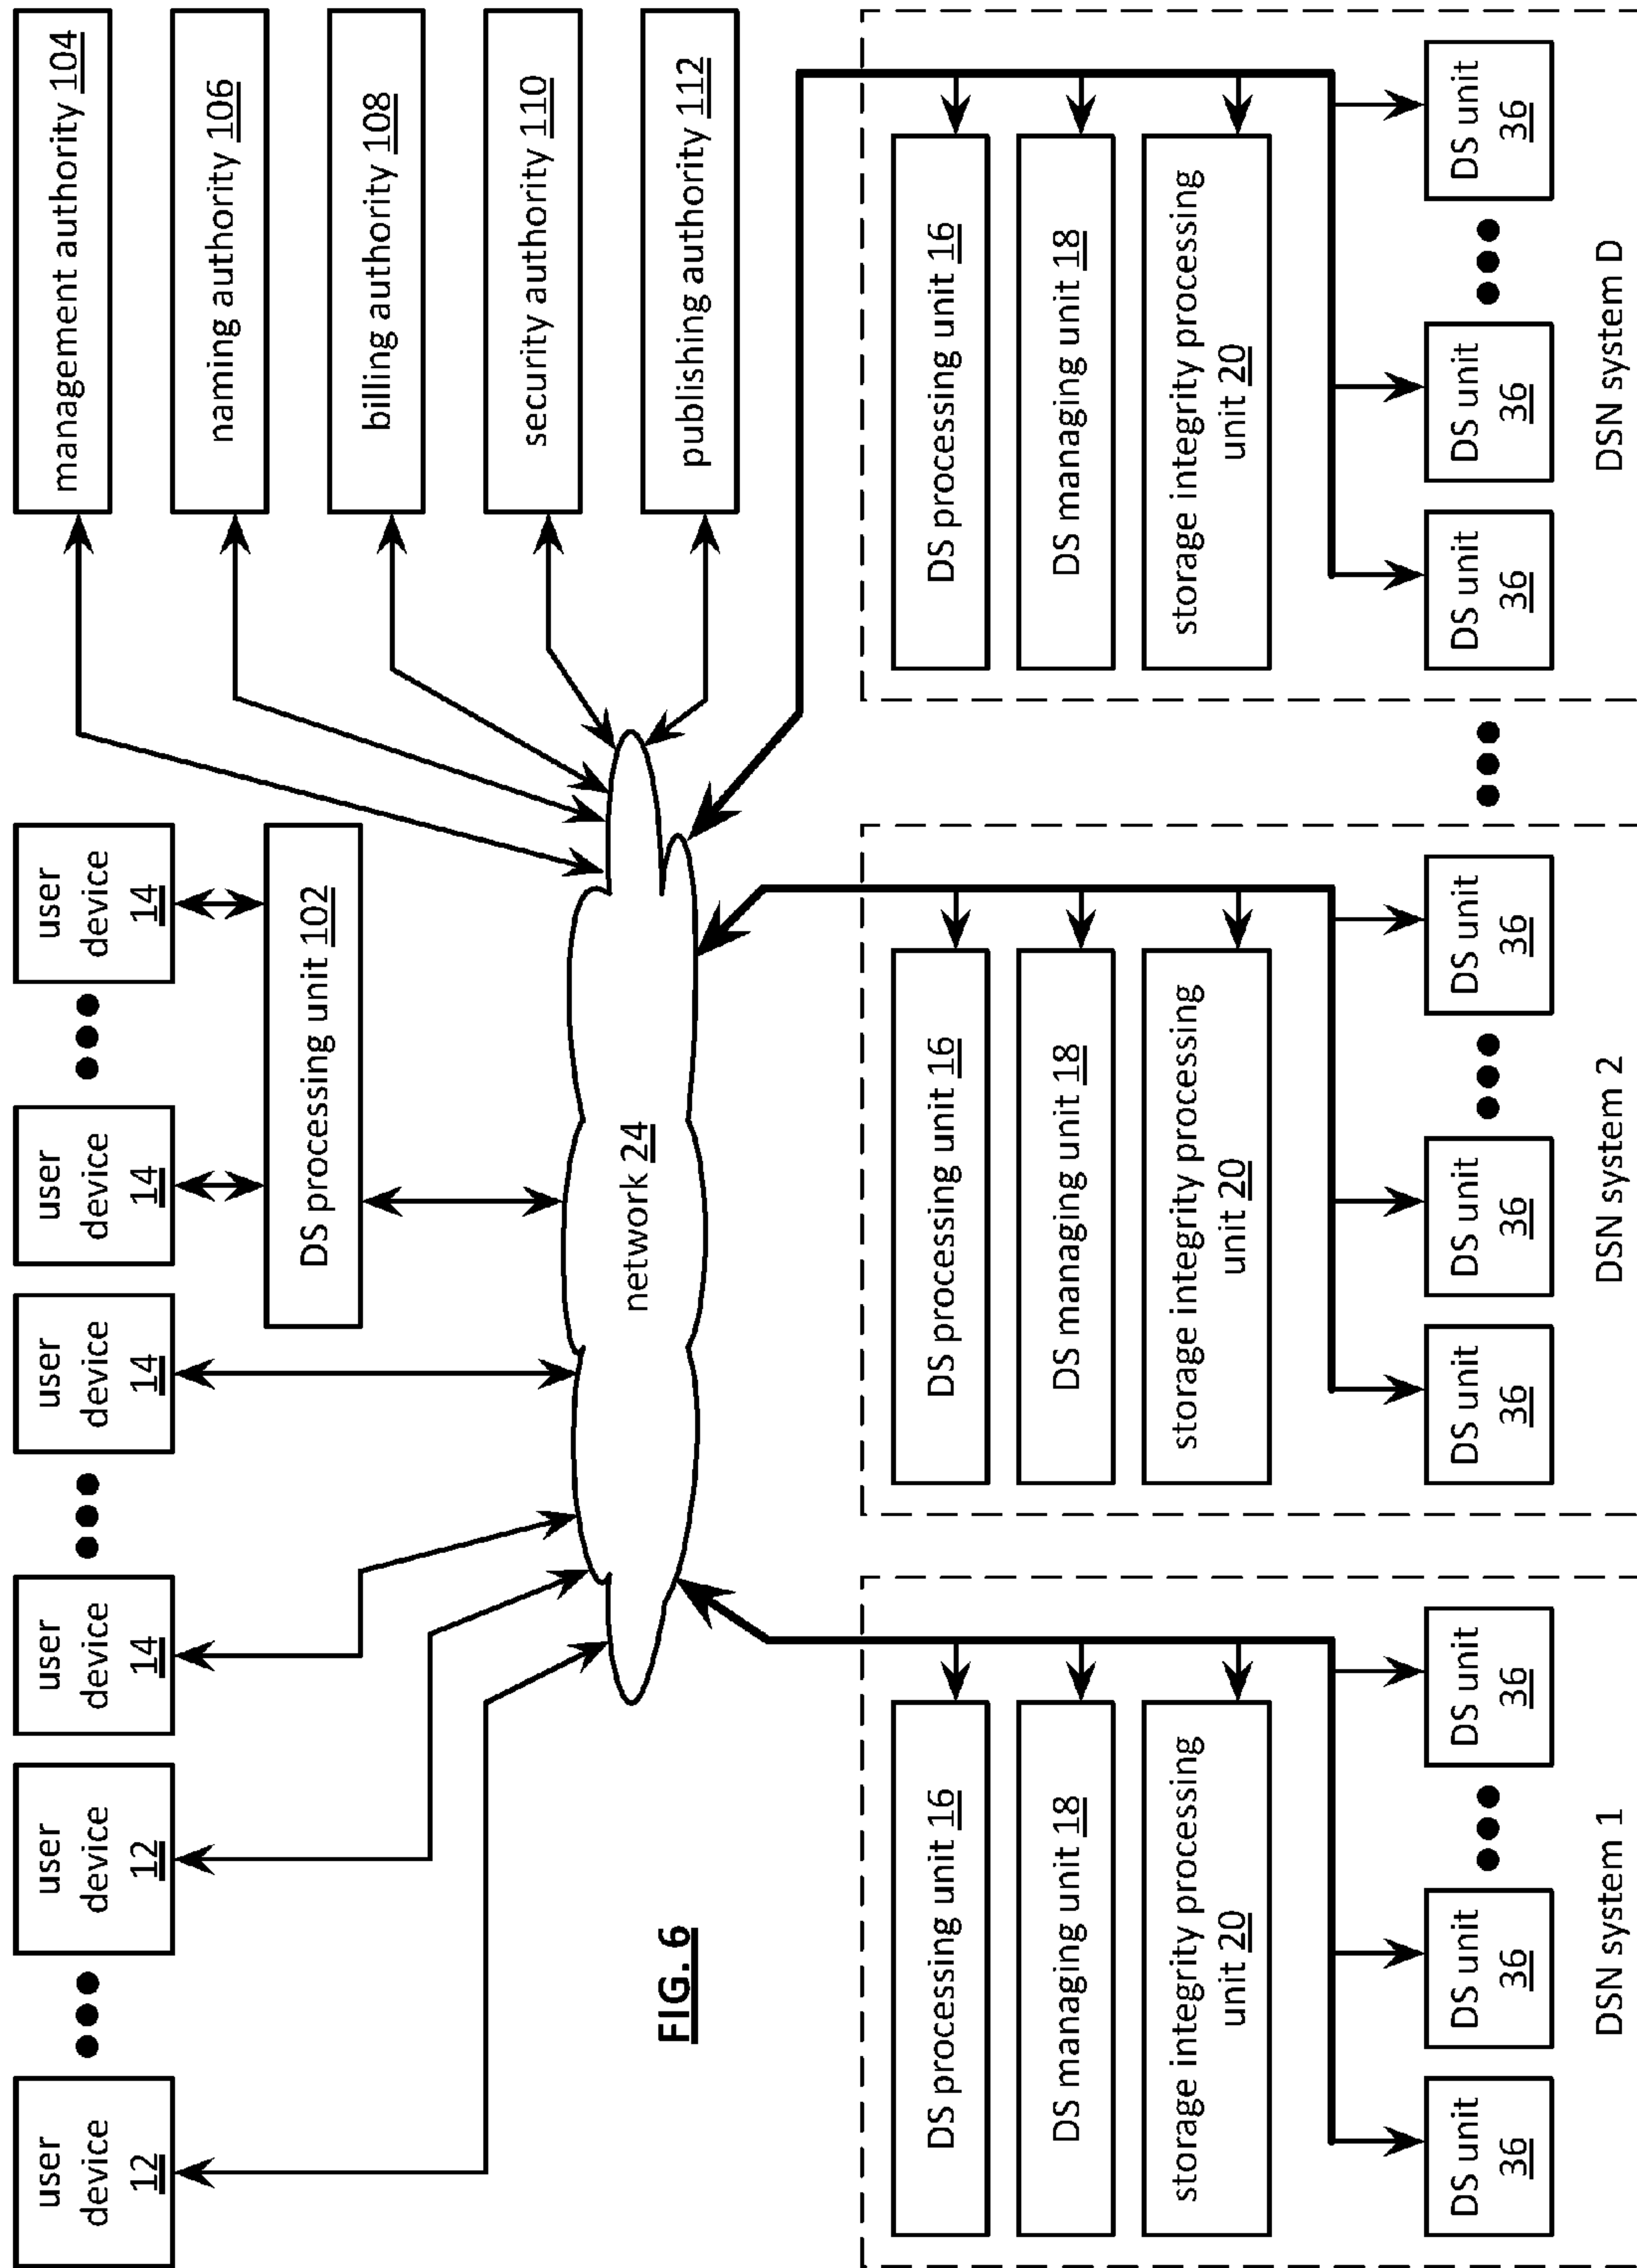 user
device
12
user
device
12
user
device
14
user
device
14
user
device
14
user
device
14
DS processing unit 102
management authority 104
naming authority 106
billing authority 108
security authority 110
publishing authority 112
network 24
FIG. 6
DS processing unit 16
DS managing unit 18
storage integrity processing
unit 20
DS unit
36
DS unit
36
DS unit
36
DSN system 1
DS processing unit 16
DS managing unit 18
storage integrity processing
unit 20
DS unit
36
DS unit
36
DS unit
36
DSN system 2
DS processing unit 16
DS managing unit 18
storage integrity processing
unit 20
DS unit
36
DS unit
36
DS unit
36
DSN system D